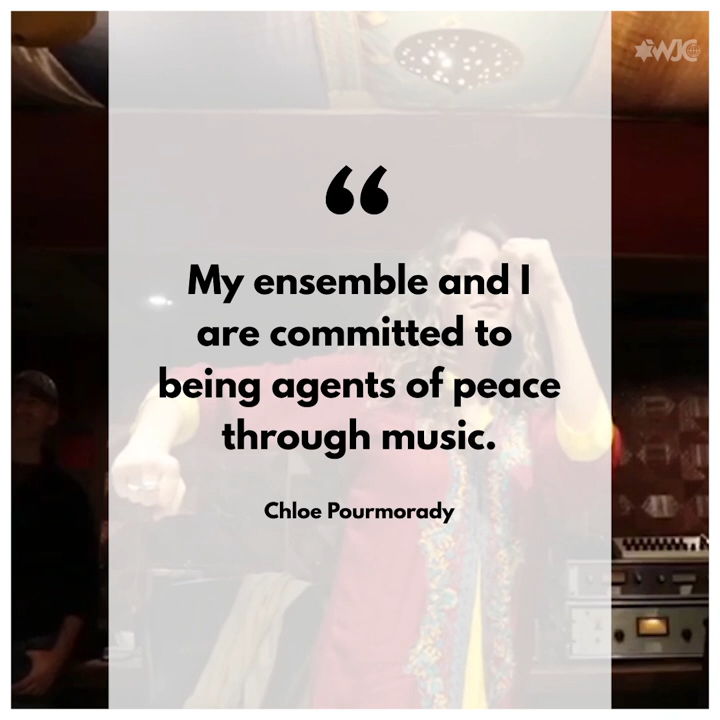 WJC
“
My ensemble and I
are committed to
being agents of peace
through music.
Chloe Pourmorady